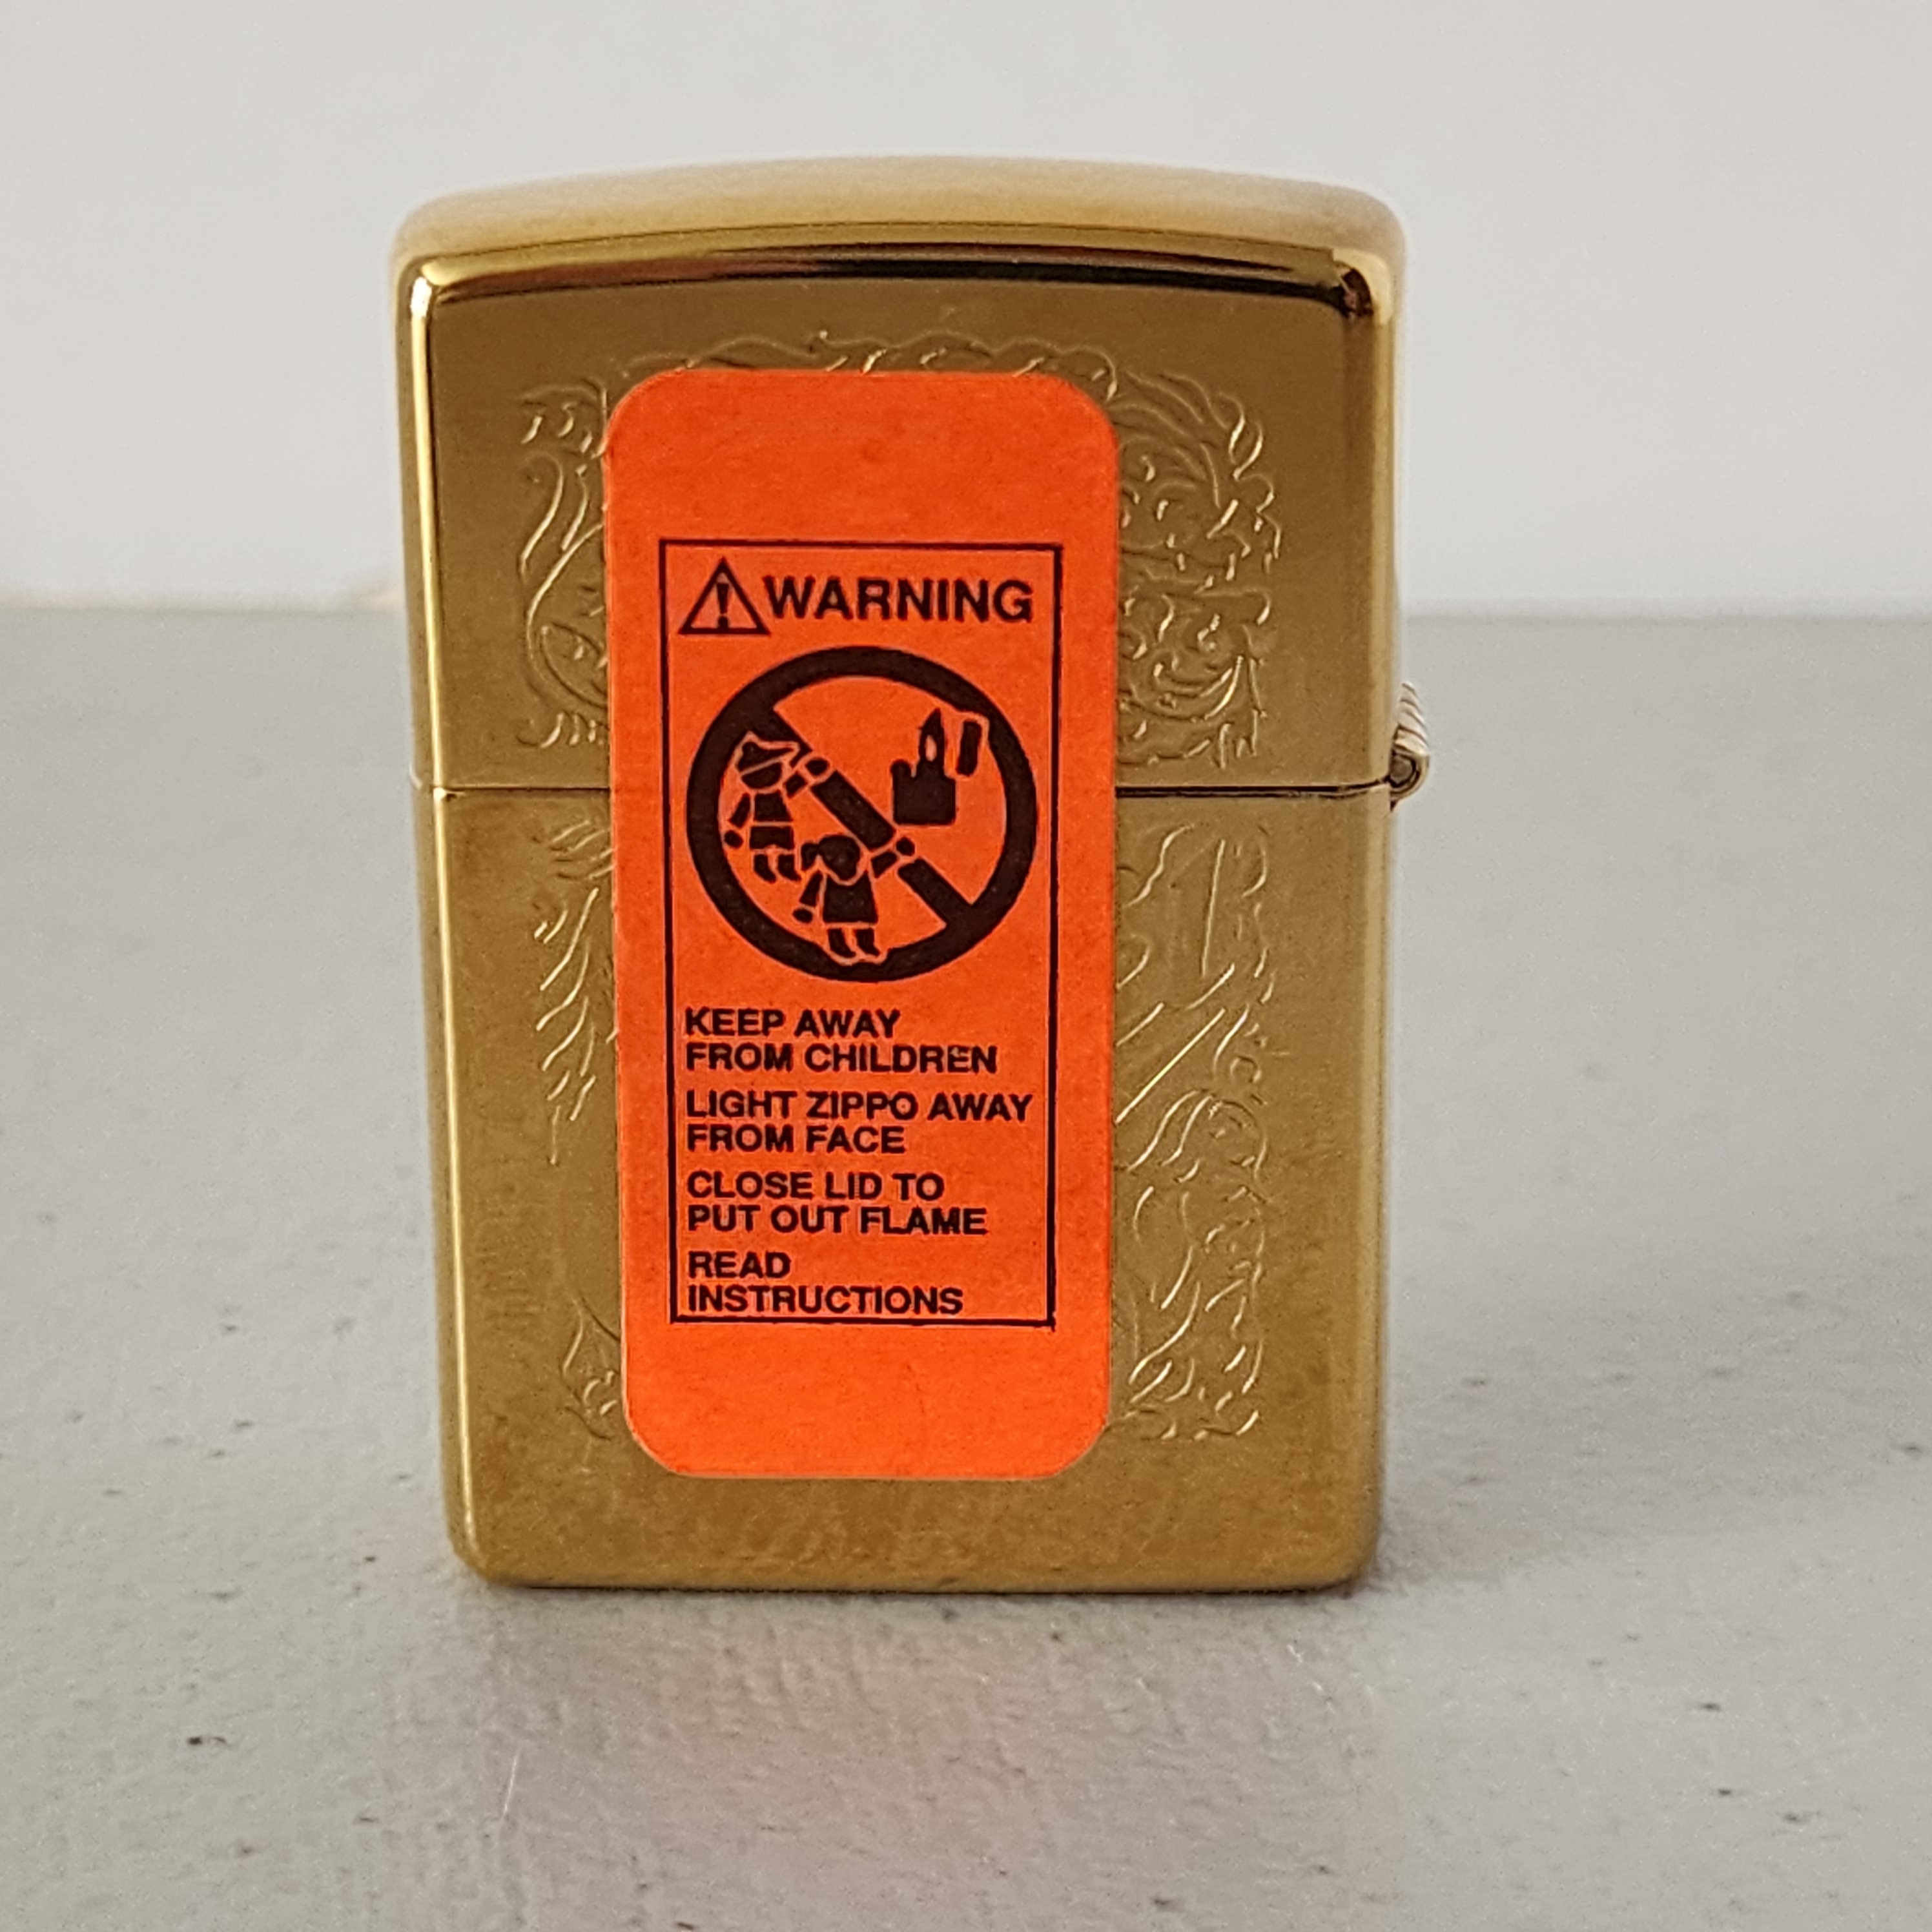 WARNING
KEEP AWAY
FROM CHILDREN
LIGHT ZIPPO AWAY
FROM FACE
CLOSE LID TO
PUT OUT FLAME
READ
INSTRUCTIONS